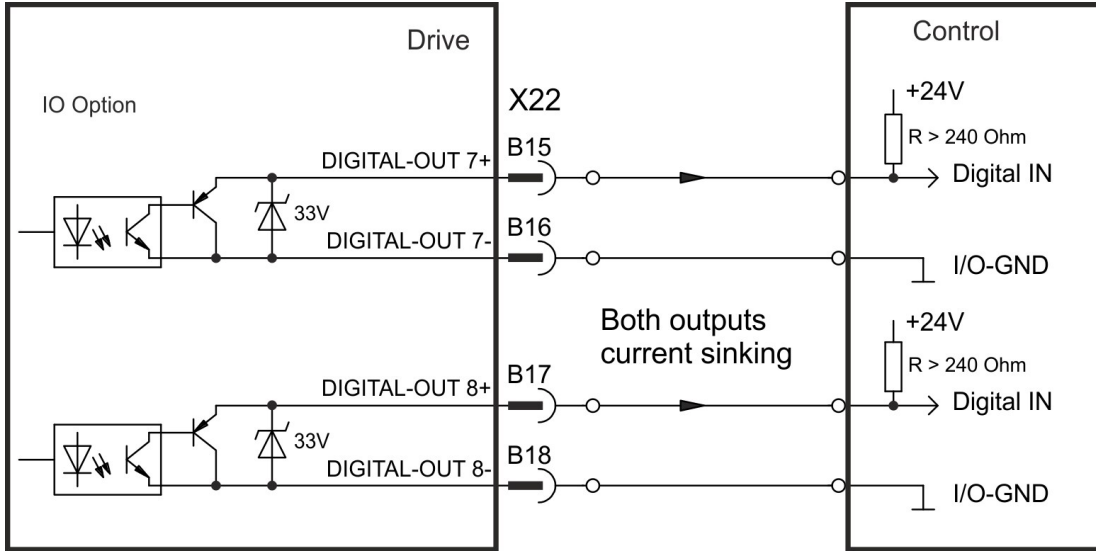 Drive
Control
IO Option
X22
+24V
R > 240 Ohm
B15
DIGITAL-OUT 7+
Digital IN
33V
B16
DIGITAL-OUT 7-
I/O-GND
Both outputs
current sinking
+24V
R > 240 Ohm
B17
DIGITAL-OUT 8+
Digital IN
33V
B18
DIGITAL-OUT 8-
I/O-GND